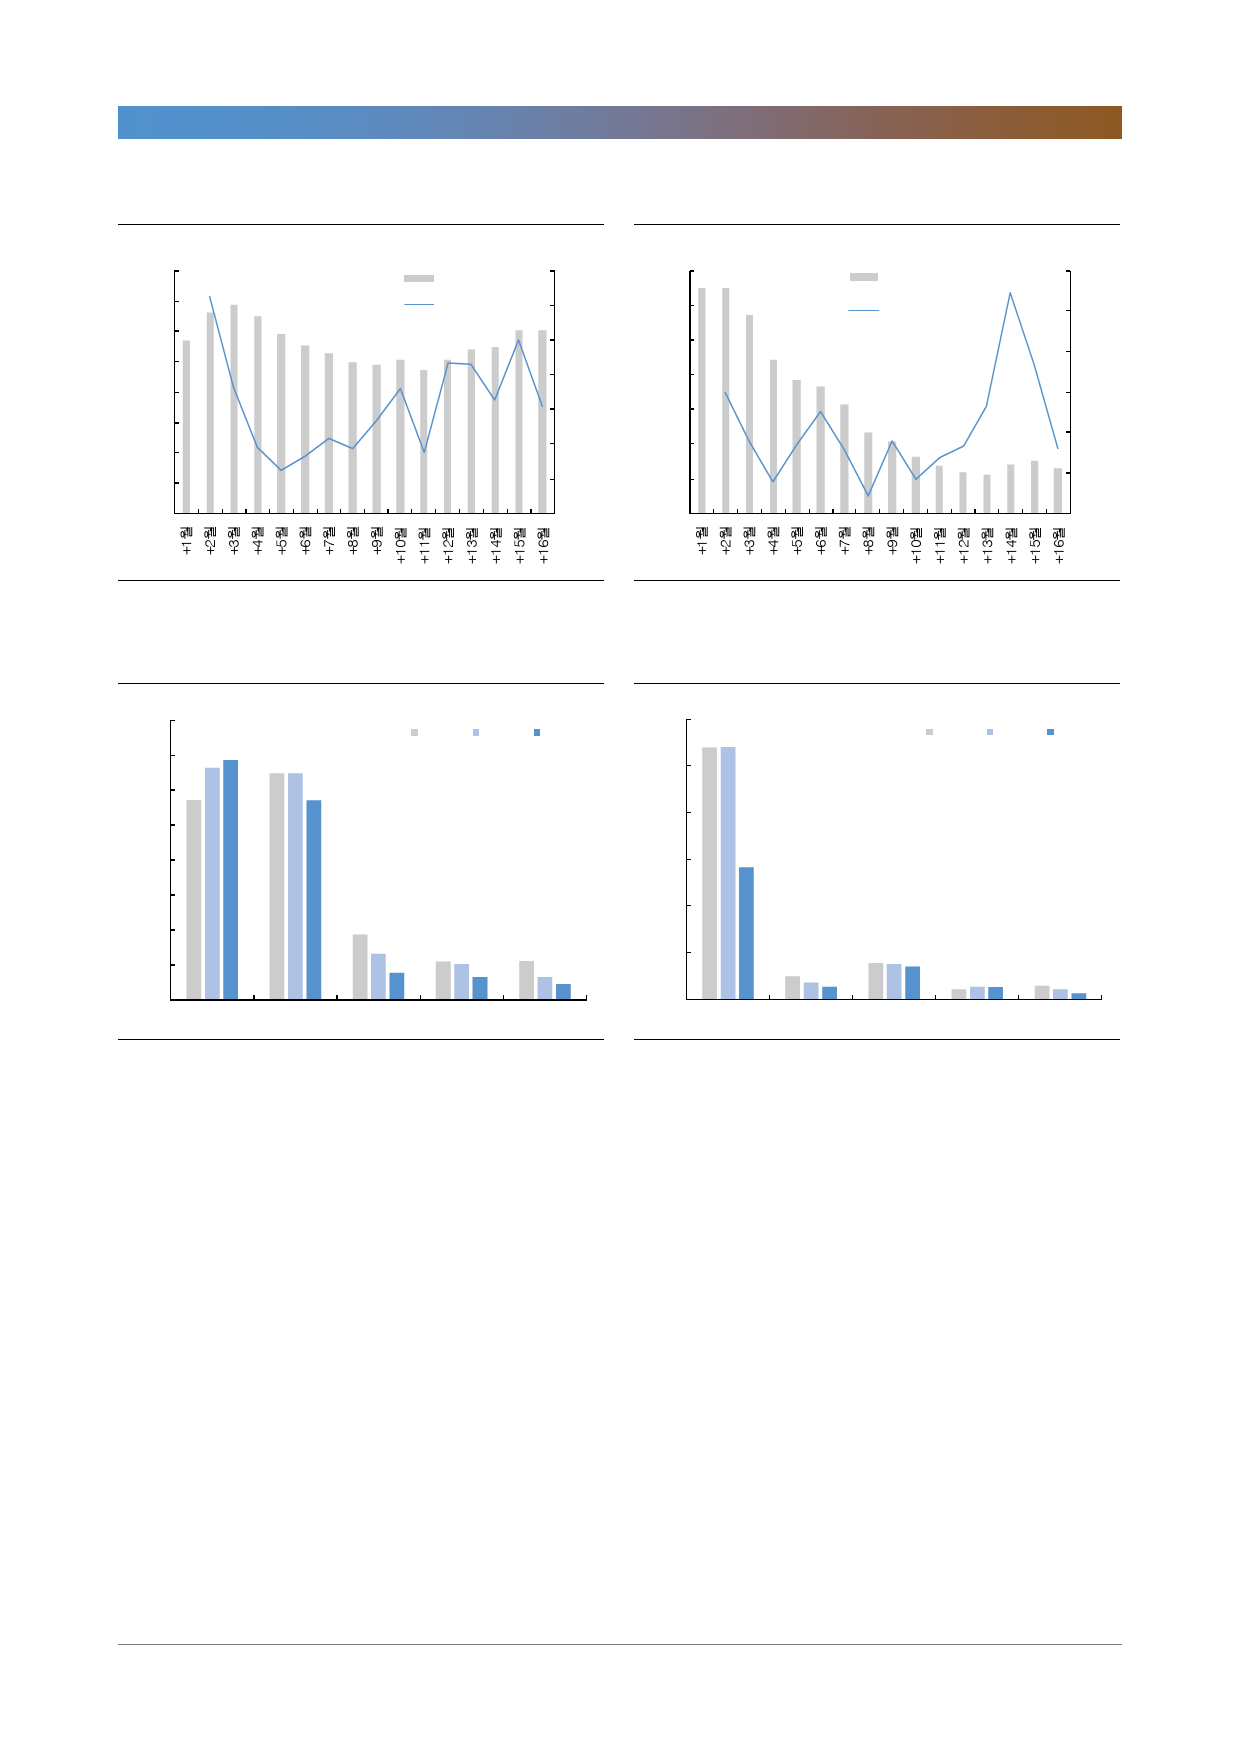 +1월
+2월
+3월
+4월
+5월
+6월
+7월
+8월
+9월
+10월
+11월
+12월
+13월
+14월
+15월
+16월
+1월
+2월
+3월
+4월
+5월
+6월
+7월
+8월
+9월
+10월
+11월
+12월
+13월
+14월
+15월
+16월